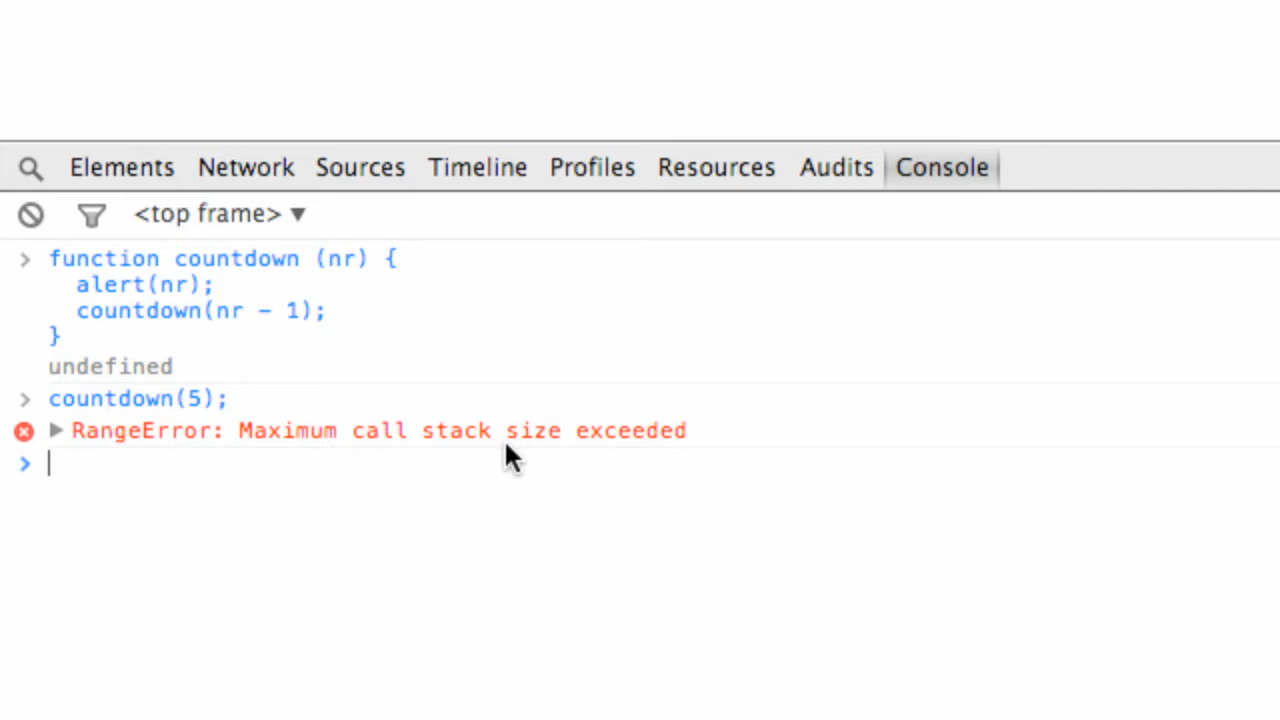 Elements Network Sources Timeline Profiles Resources Audits Console
<top frame> ▼
> function countdown (nr) {
  alert(nr);
  countdown(nr - 1);
}
undefined
> countdown(5);
▶ RangeError: Maximum call stack size exceeded
>